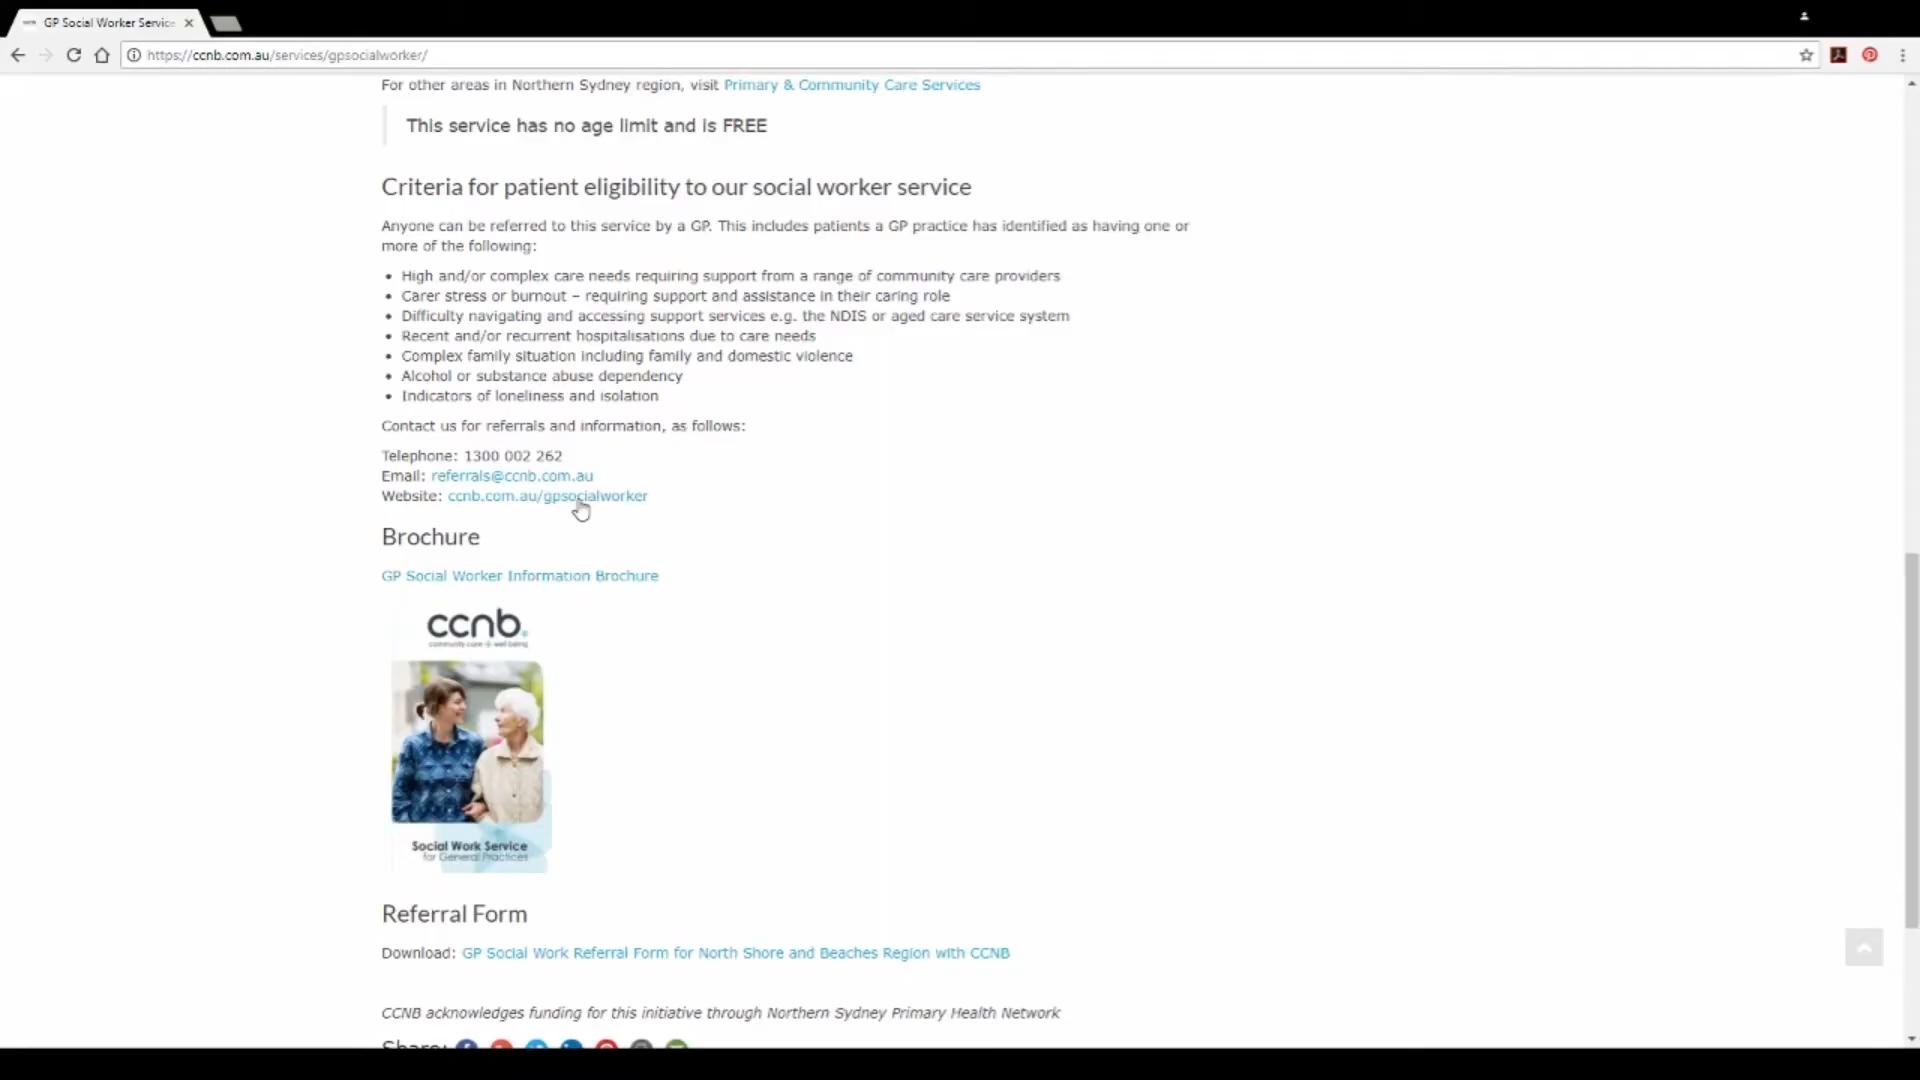 GP Social Worker Service
https://ccnb.com.au/services/gpsocialworker/
For other areas in Northern Sydney region, visit Primary & Community Care Services
This service has no age limit and is FREE
Criteria for patient eligibility to our social worker service
Anyone can be referred to this service by a GP. This includes patients a GP practice has identified as having one or
more of the following:
• High and/or complex care needs requiring support from a range of community care providers
• Carer stress or burnout – requiring support and assistance in their caring role
• Difficulty navigating and accessing support services e.g. the NDIS or aged care service system
• Recent and/or recurrent hospitalisations due to care needs
• Complex family situation including family and domestic violence
• Alcohol or substance abuse dependency
• Indicators of loneliness and isolation
Contact us for referrals and information, as follows:
Telephone: 1300 002 262
Email: referrals@ccnb.com.au
Website: ccnb.com.au/gpsocialworker
Brochure
GP Social Worker Information Brochure
ccnb.
community care + well being
Social Work Service
for General Practices
Referral Form
Download: GP Social Work Referral Form for North Shore and Beaches Region with CCNB
CCNB acknowledges funding for this initiative through Northern Sydney Primary Health Network
Share: